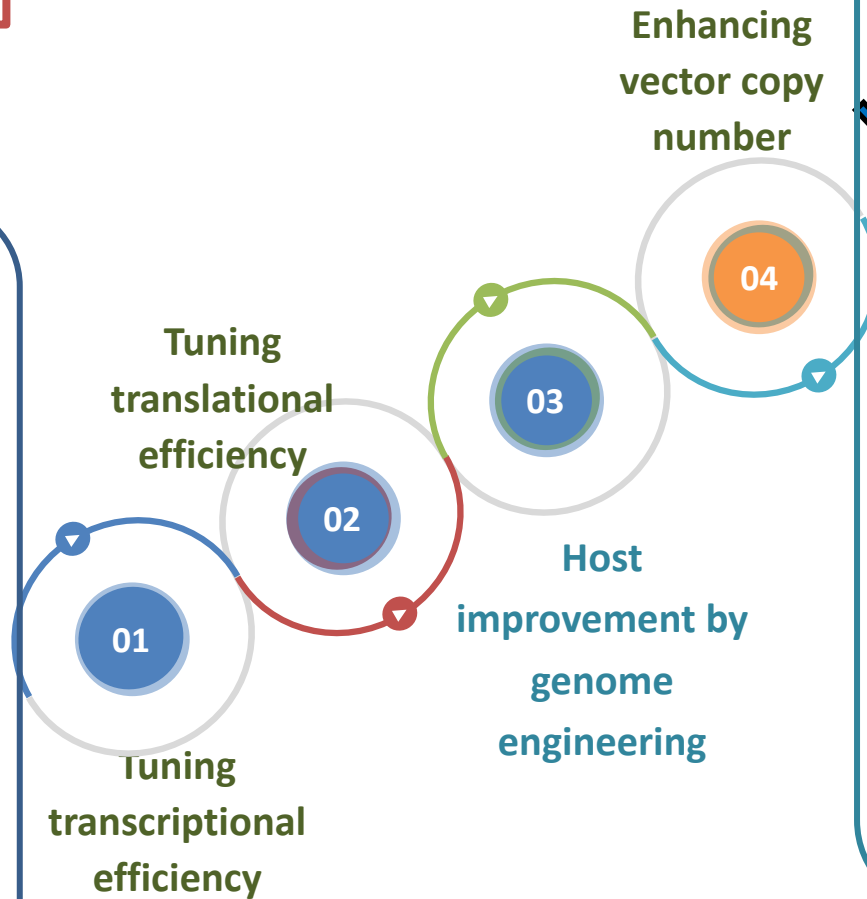 Enhancing
vector copy
number
04
03
Tuning
translational
efficiency
02
Host
improvement by
genome
engineering
01
Tuning
transcriptional
efficiency